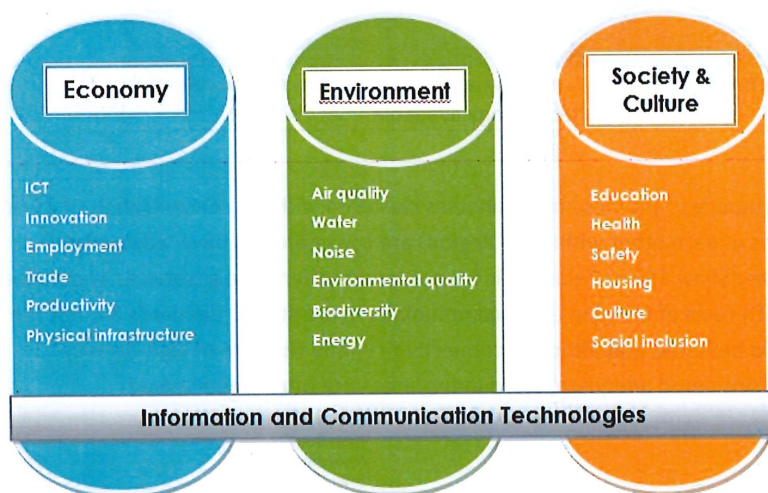 Economy
ICT
Innovation
Employment
Trade
Productivity
Physical infrastructure
Environment
Air quality
Water
Noise
Environmental quality
Biodiversity
Energy
Society &
Culture
Education
Health
Safety
Housing
Culture
Social inclusion
Information and Communication Technologies